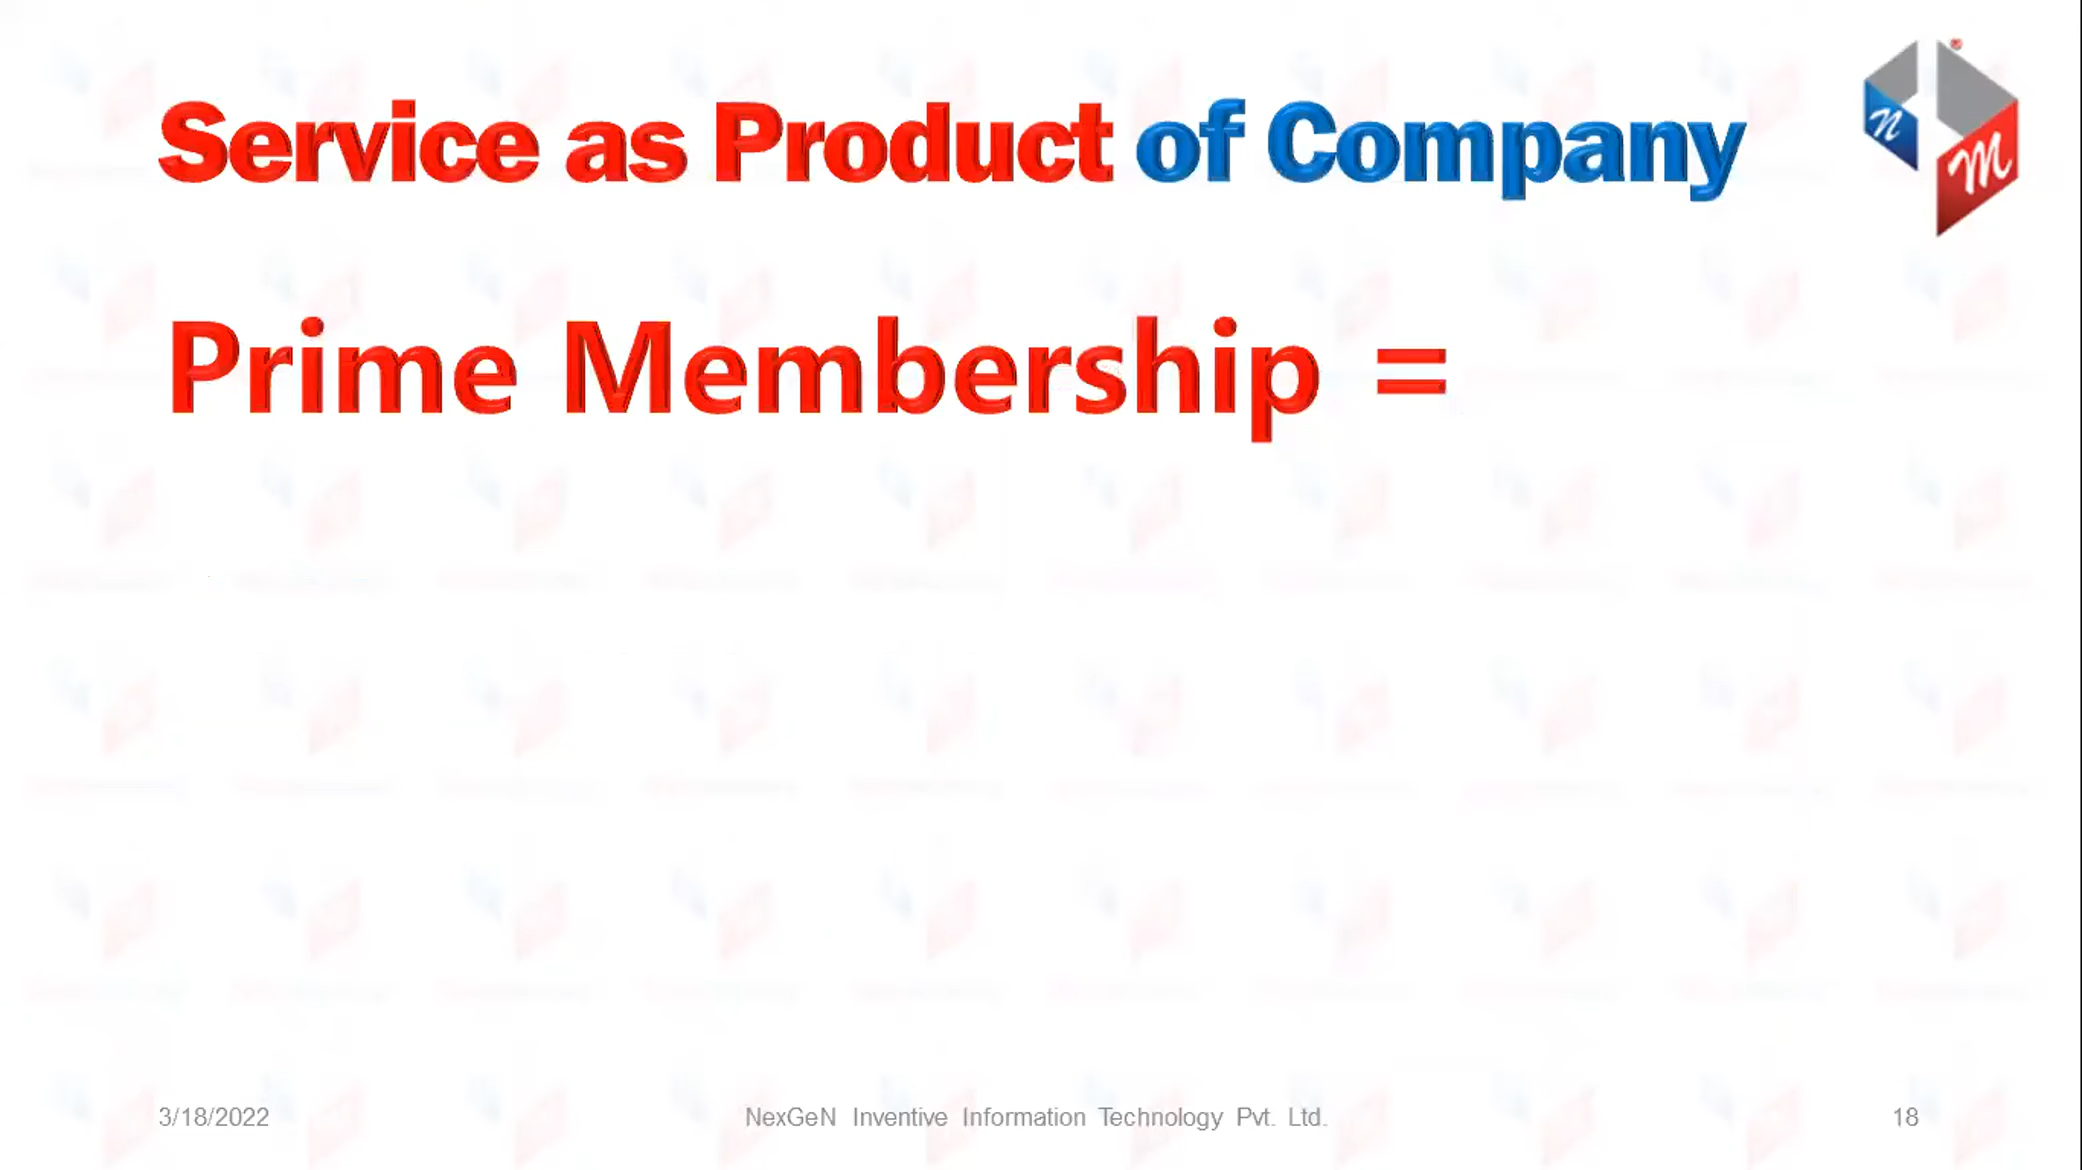 Service as Product of Company
n
M
Prime Membership =
3/18/2022
NexGeN Inventive Information Technology Pvt. Ltd.
18